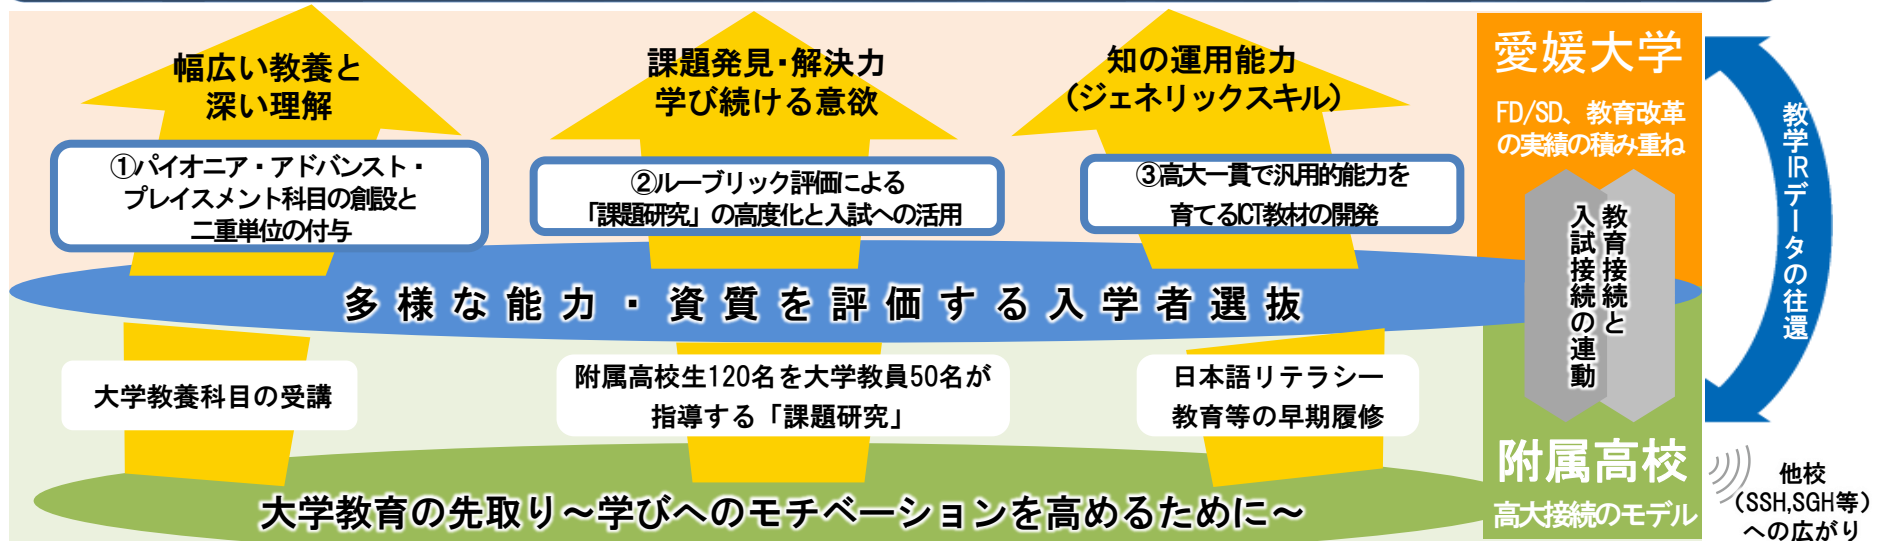 幅広い教養と
深い理解
課題発見・解決力
学び続ける意欲
知の運用能力
（ジェネリックスキル）
①パイオニア・アドバンスト・
プレイスメント科目の創設と
二重単位の付与
②ルーブリック評価による
「課題研究」の高度化と入試への活用
③高大一貫で汎用的能力を
育てるICT教材の開発
多様な能力・資質を評価する入学者選抜
大学教養科目の受講
附属高校生120名を大学教員50名が
指導する「課題研究」
日本語リテラシー
教育等の早期履修
大学教育の先取り～学びへのモチベーションを高めるために～
愛媛大学
FD/SD、教育改革
の実績の積み重ね
教育接続と
入試接続の連動
附属高校
高大接続のモデル
教学IRデータの往還
他校
（SSH,SGH等）
への広がり